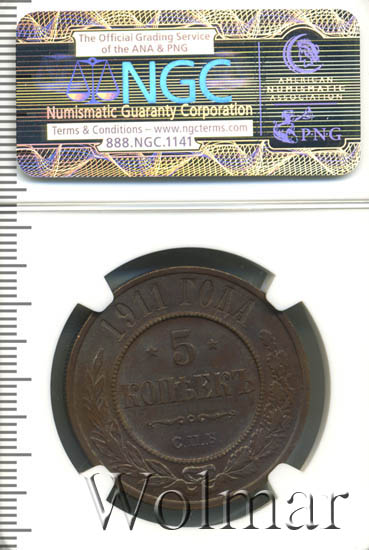 The Official Grading Service
of the ANA & PNG
NGC
Numismatic Guaranty Corporation
Terms & Conditions – www.ngcterms.com
888.NGC.1141
AMERICAN
NUMISMATIC
ASSOCIATION
P·N·G
1911 ГОДА
5
КОПѢЕКЪ
С.П.Б
Wolmar